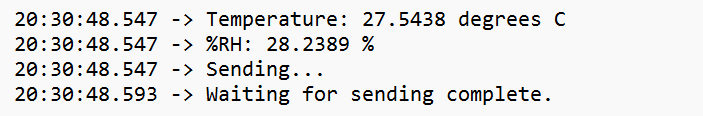 20:30:48.547 -> Temperature: 27.5438 degrees C
20:30:48.547 -> %RH: 28.2389 %
20:30:48.547 -> Sending...
20:30:48.593 -> Waiting for sending complete.